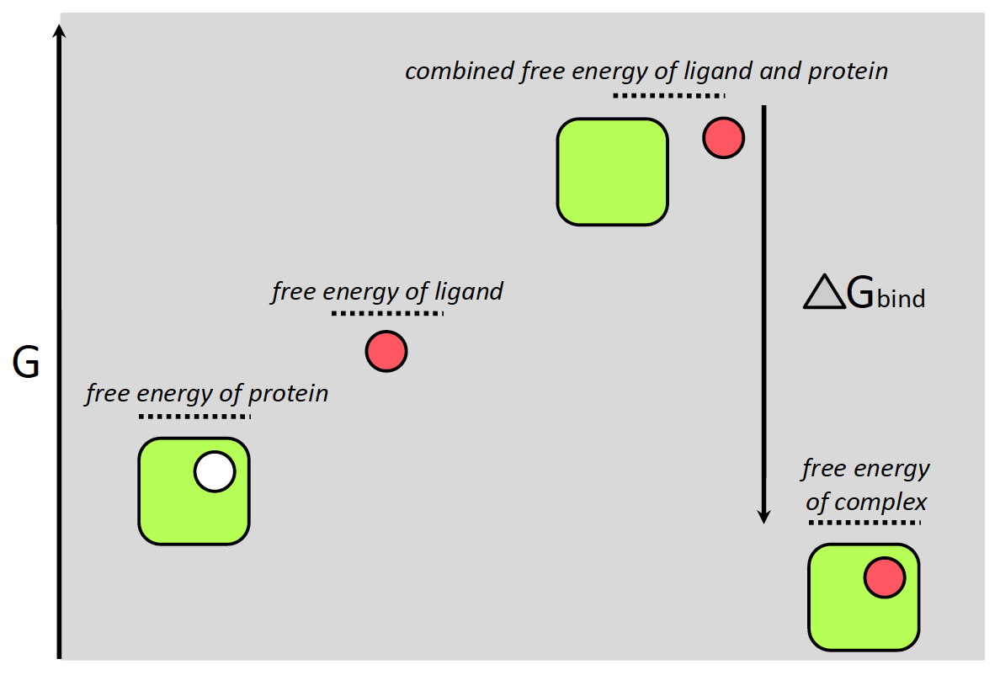 combined free energy of ligand and protein
free energy of ligand
△Gbind
G
free energy of protein
free energy
of complex